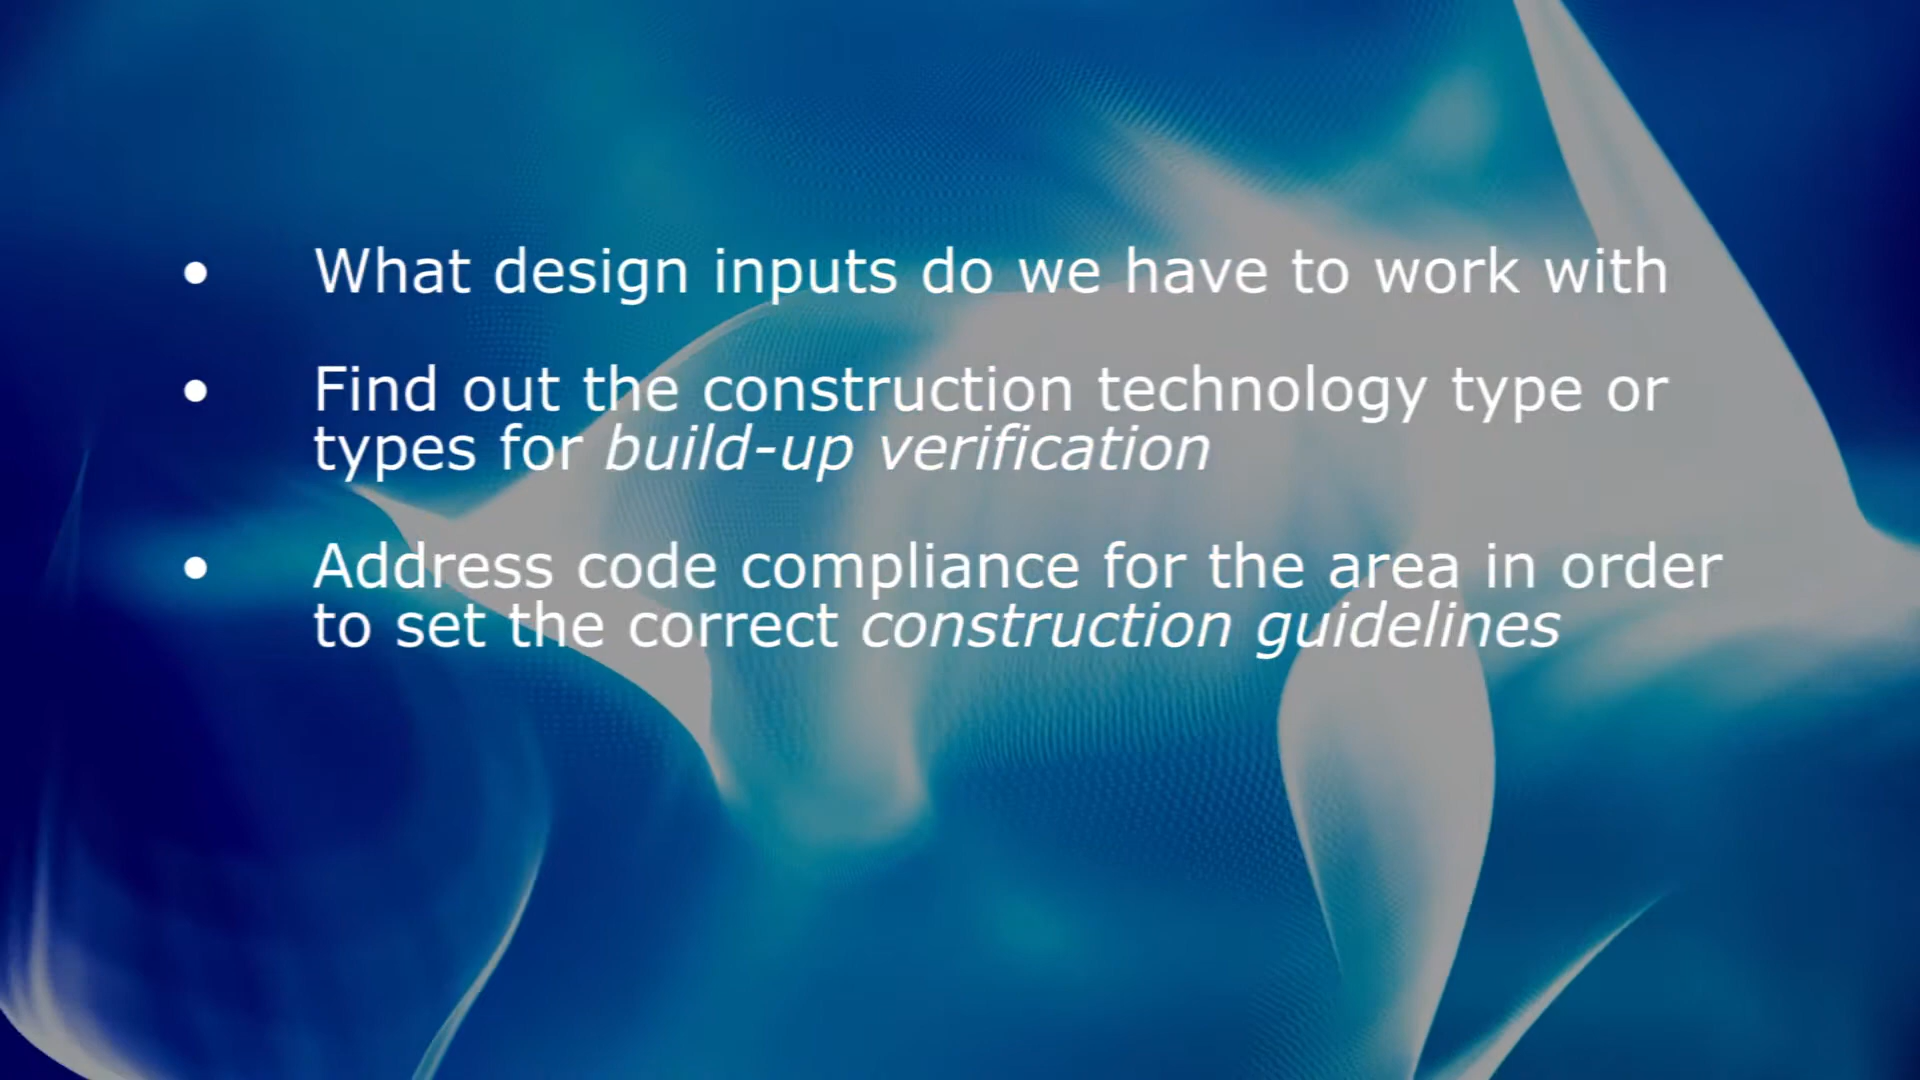 • What design inputs do we have to work with
• Find out the construction technology type or
types for build-up verification
• Address code compliance for the area in order
to set the correct construction guidelines